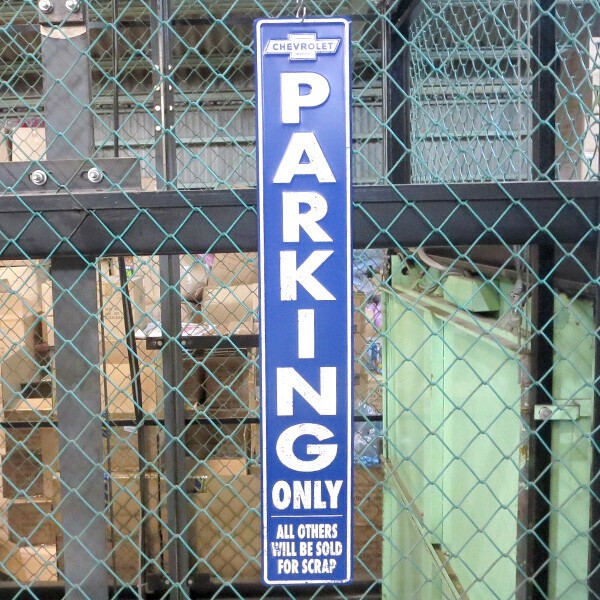 CHEVROLET
PARKING
ONLY
ALL OTHERS
WILL BE SOLD
FOR SCRAP